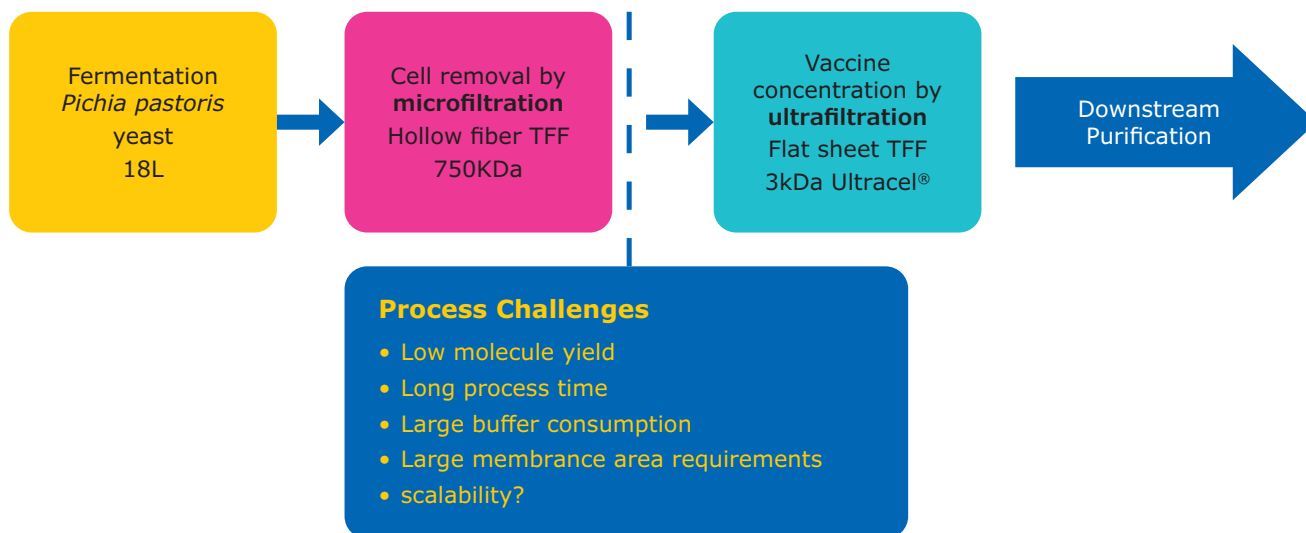 Fermentation
Pichia pastoris
yeast
18L
Cell removal by
microfiltration
Hollow fiber TFF
750KDa
Vaccine
concentration by
ultrafiltration
Flat sheet TFF
3kDa Ultracel®
Downstream
Purification
Process Challenges
• Low molecule yield
• Long process time
• Large buffer consumption
• Large membrance area requirements
• scalability?